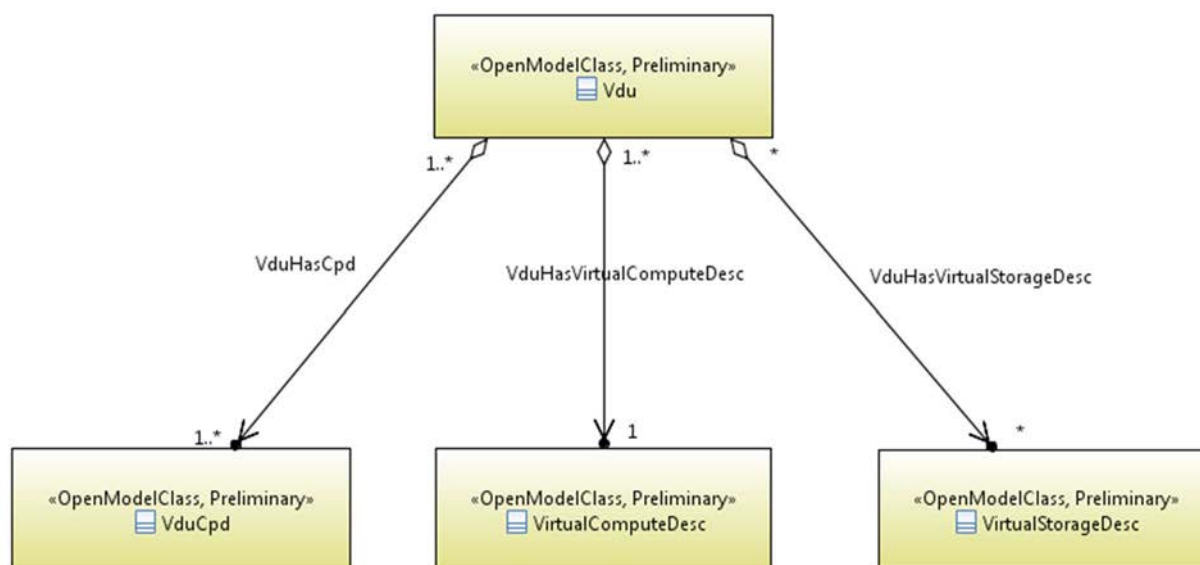 «OpenModelClass, Preliminary»
Vdu
1..*
1..*
*
VduHasCpd
VduHasVirtualComputeDesc
VduHasVirtualStorageDesc
1..*
1
*
«OpenModelClass, Preliminary»
VduCpd
«OpenModelClass, Preliminary»
VirtualComputeDesc
«OpenModelClass, Preliminary»
VirtualStorageDesc